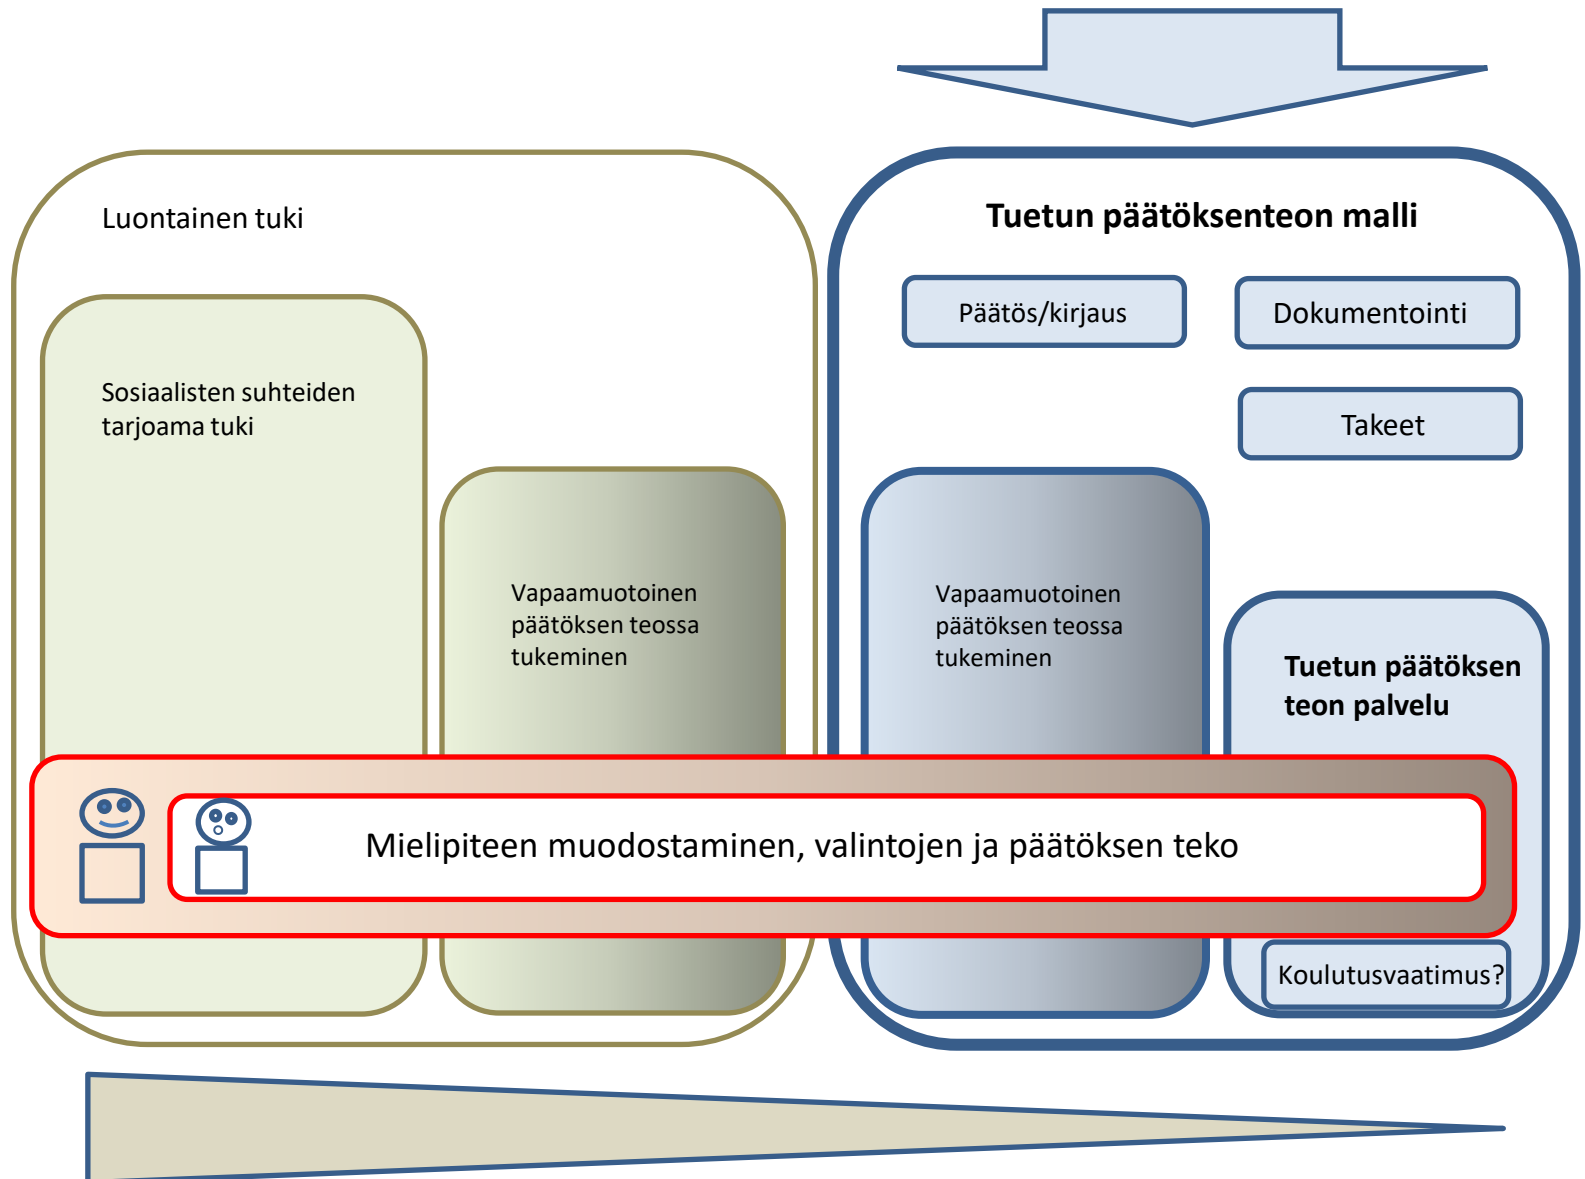 Luontainen tuki
Sosiaalisten suhteiden
tarjoama tuki
Vapaamuotoinen
päätöksen teossa
tukeminen
Tuetun päätöksenteon malli
Päätös/kirjaus
Dokumentointi
Takeet
Vapaamuotoinen
päätöksen teossa
tukeminen
Tuetun päätöksen
teon palvelu
Mielipiteen muodostaminen, valintojen ja päätöksen teko
Koulutusvaatimus?